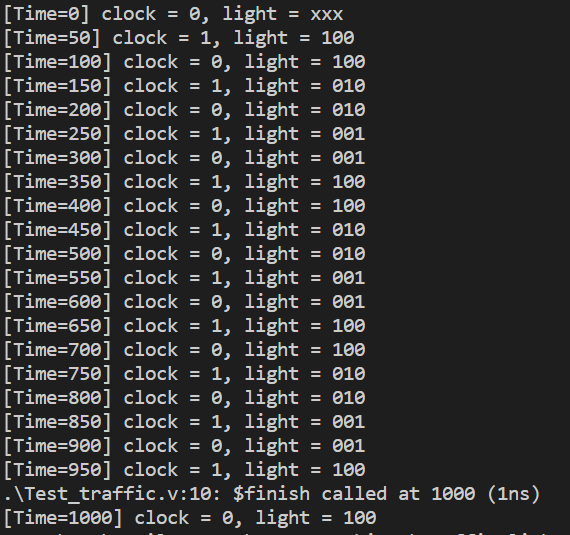 [Time=0] clock = 0, light = xxx
[Time=50] clock = 1, light = 100
[Time=100] clock = 0, light = 100
[Time=150] clock = 1, light = 010
[Time=200] clock = 0, light = 010
[Time=250] clock = 1, light = 001
[Time=300] clock = 0, light = 001
[Time=350] clock = 1, light = 100
[Time=400] clock = 0, light = 100
[Time=450] clock = 1, light = 010
[Time=500] clock = 0, light = 010
[Time=550] clock = 1, light = 001
[Time=600] clock = 0, light = 001
[Time=650] clock = 1, light = 100
[Time=700] clock = 0, light = 100
[Time=750] clock = 1, light = 010
[Time=800] clock = 0, light = 010
[Time=850] clock = 1, light = 001
[Time=900] clock = 0, light = 001
[Time=950] clock = 1, light = 100
.\Test_traffic.v:10: $finish called at 1000 (1ns)
[Time=1000] clock = 0, light = 100